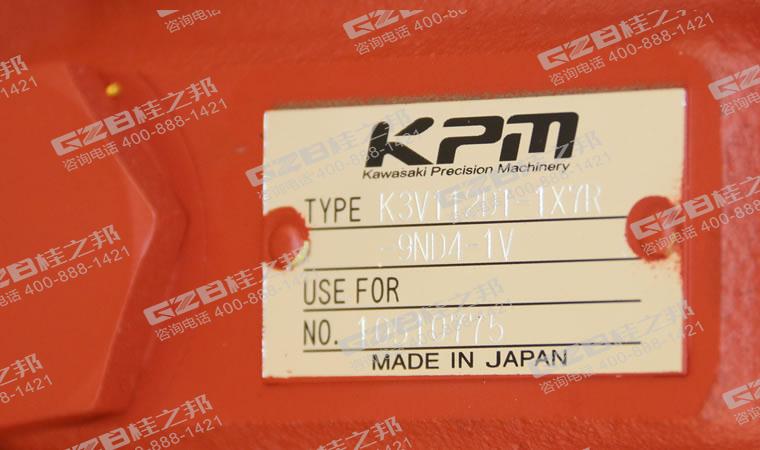 KPM
Kawasaki Precision Machinery
TYPE K3V112DT-1X7R
-9ND4-1V
USE FOR
NO.
MADE IN JAPAN
GZB桂之邦
咨询电话 400-888-1421